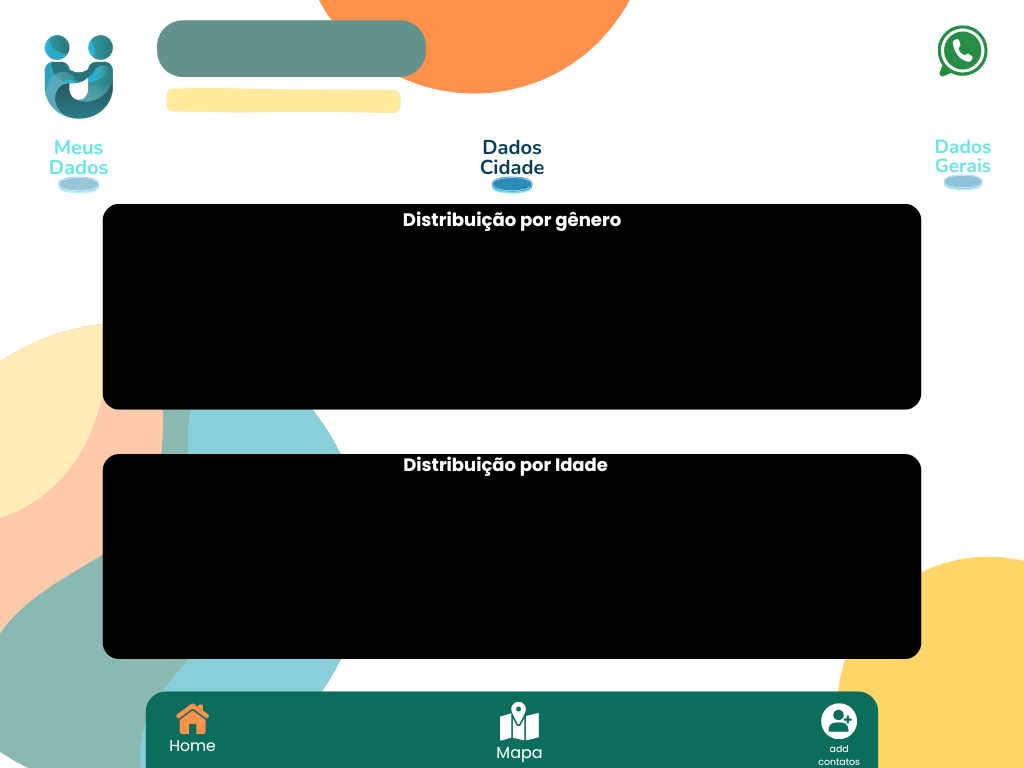 Meus
Dados
Dados
Cidade
Dados
Gerais
Distribuição por gênero
Distribuição por Idade
Home
Mapa
add
contatos